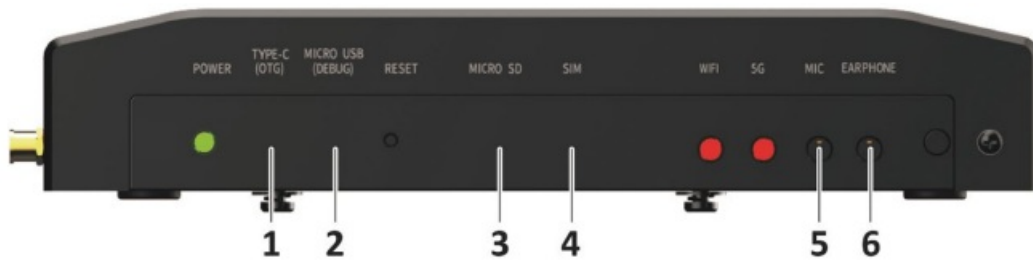 POWER
TYPE-C
(OTG)
MICRO USB
(DEBUG)
RESET
MICRO SD
SIM
WIFI
5G
MIC
EARPHONE
1
2
3
4
5
6